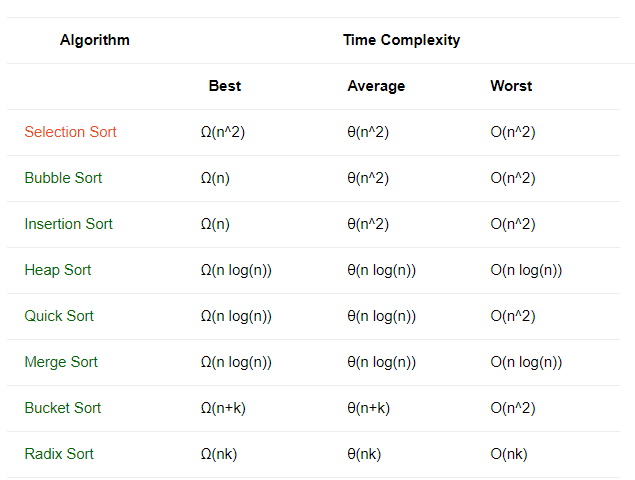 Algorithm Time Complexity
Best Average Worst
Selection Sort Ω(n^2) θ(n^2) O(n^2)
Bubble Sort Ω(n) θ(n^2) O(n^2)
Insertion Sort Ω(n) θ(n^2) O(n^2)
Heap Sort Ω(n log(n)) θ(n log(n)) O(n log(n))
Quick Sort Ω(n log(n)) θ(n log(n)) O(n^2)
Merge Sort Ω(n log(n)) θ(n log(n)) O(n log(n))
Bucket Sort Ω(n+k) θ(n+k) O(n^2)
Radix Sort Ω(nk) θ(nk) O(nk)